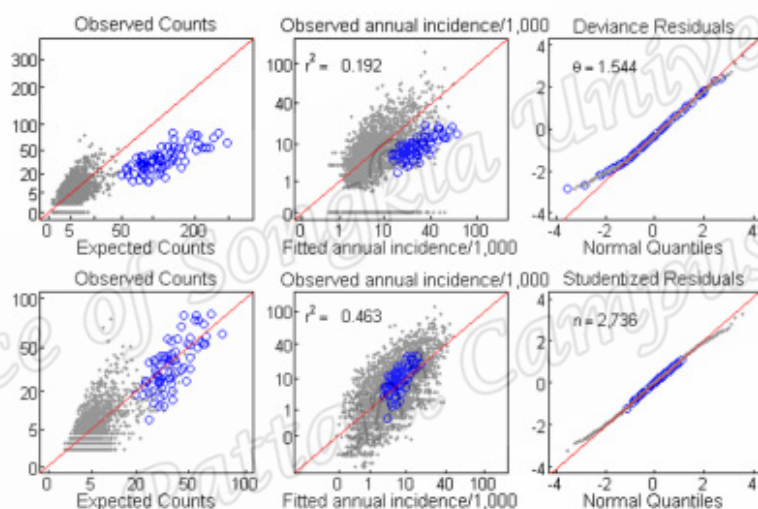 Observed Counts
300
200
100
50
20
5
0
0 5 50 200
Expected Counts
Observed annual incidence/1,000
r² = 0.192
100
40
10
1
0
0 1 10 40 100
Fitted annual incidence/1,000
Deviance Residuals
θ = 1.544
4
2
0
-2
-4
-4 -2 0 2 4
Normal Quantiles
Observed Counts
100
50
20
5
0
0 5 20 50 100
Expected Counts
Observed annual incidence/1,000
r² = 0.463
100
40
10
1
0
0 1 10 40 100 200
Fitted annual incidence/1,000
Studentized Residuals
n = 2,736
4
2
0
-2
-4
-4 -2 0 2 4
Normal Quantiles
of Songkla
Pattani Campus